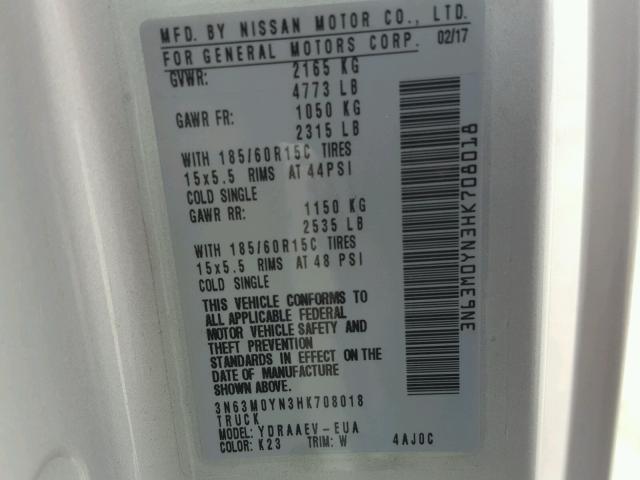 MFD. BY NISSAN MOTOR CO., LTD.
FOR GENERAL MOTORS CORP. 02/17
GVWR: 2165 KG
4773 LB
GAWR FR: 1050 KG
2315 LB
WITH 185/60R15C TIRES
15x5.5 RIMS AT 44PSI
COLD SINGLE
GAWR RR: 1150 KG
2535 LB
WITH 185/60R15C TIRES
15x5.5 RIMS AT 48 PSI
COLD SINGLE
THIS VEHICLE CONFORMS TO
ALL APPLICABLE FEDERAL
MOTOR VEHICLE SAFETY AND
THEFT PREVENTION
STANDARDS IN EFFECT ON THE
DATE OF MANUFACTURE
SHOWN ABOVE.
3N63M0YN3HK708018
TRUCK
MODEL: YDRAAEV-EUA
COLOR: K23 TRIM: W 4AJ0C
3N63M0YN3HK708018